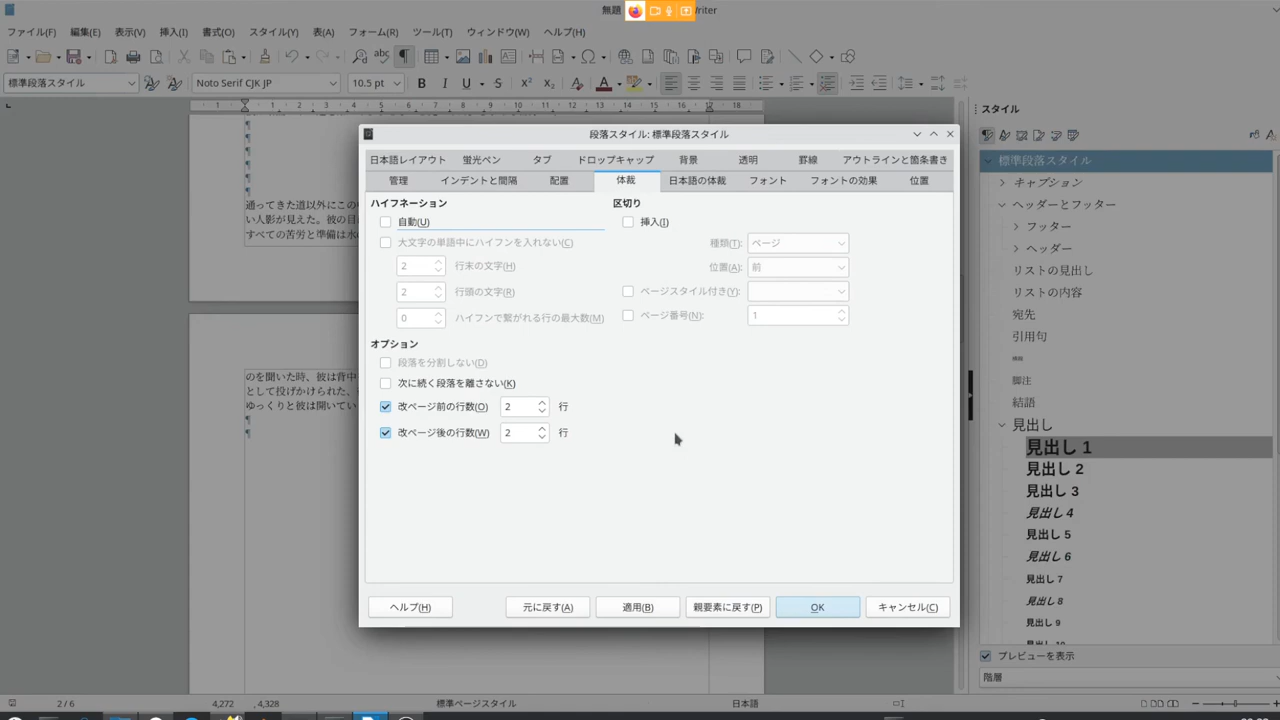 無題
Writer
ファイル(F) 編集(E) 表示(V) 挿入(I) 書式(O) スタイル(Y) 表(A) フォーム(R) ツール(T) ウィンドウ(W) ヘルプ(H)
標準段落スタイル Noto Serif CJK JP 10.5 pt B I U S X² X₂ A A
1 1 2 3 4 5 6 7 8 9 10 11 12 13 14 15 16 17 18
通ってきた道以外にこの
い人影が見えた。彼の目
すべての苦労と準備は水
のを聞いた時、彼は背中
として投げかけられた、
ゆっくりと彼は開いてい
段落スタイル: 標準段落スタイル
日本語レイアウト 蛍光ペン タブ ドロップキャップ 背景 透明 罫線 アウトラインと箇条書き
管理 インデントと間隔 配置 体裁 日本語の体裁 フォント フォントの効果 位置
ハイフネーション
自動(U)
大文字の単語中にハイフンを入れない(C)
2 行末の文字(H)
2 行頭の文字(R)
0 ハイフンで繋がれる行の最大数(M)
区切り
挿入(I)
種類(T): ページ
位置(A): 前
ページスタイル付き(Y):
ページ番号(N): 1
オプション
段落を分割しない(D)
次に続く段落を離さない(K)
改ページ前の行数(O) 2 行
改ページ後の行数(W) 2 行
ヘルプ(H) 元に戻す(A) 適用(B) 親要素に戻す(P) OK キャンセル(C)
スタイル
標準段落スタイル
キャプション
ヘッダーとフッター
フッター
ヘッダー
リストの見出し
リストの内容
宛先
引用句
脚注
結語
見出し
見出し 1
見出し 2
見出し 3
見出し 4
見出し 5
見出し 6
見出し 7
見出し 8
見出し 9
プレビューを表示
階層
2 / 6 4,272 4,328 標準ページスタイル 日本語